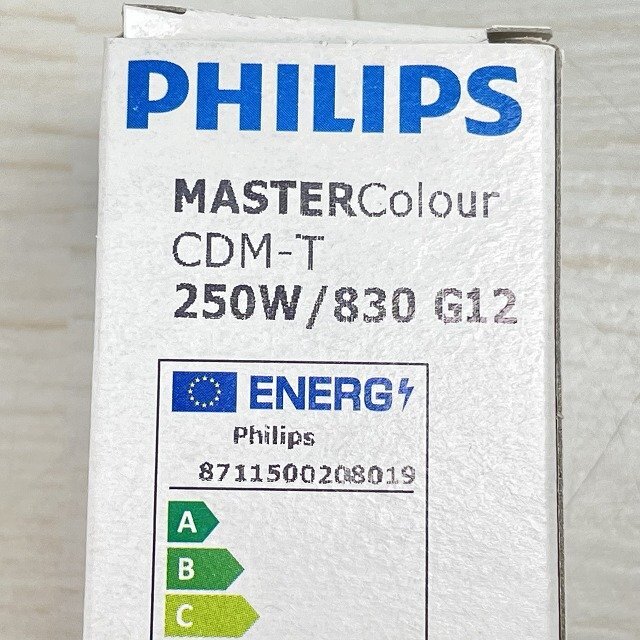 PHILIPS
MASTERColour
CDM-T
250W/830 G12
ENERG
Philips
8711500208019
A
B
C